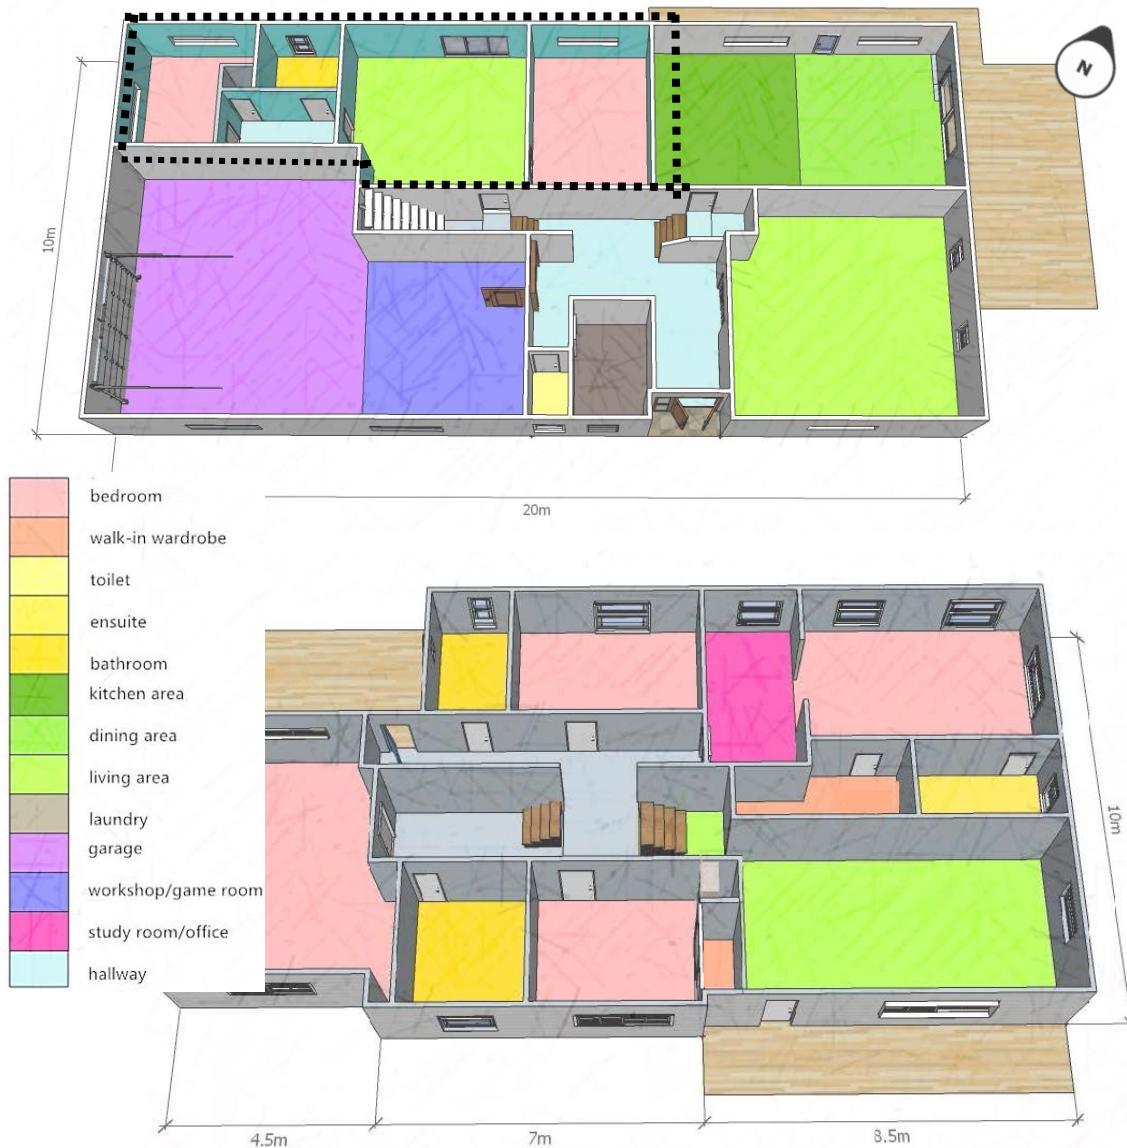 N
10m
20m
bedroom
walk-in wardrobe
toilet
ensuite
bathroom
kitchen area
dining area
living area
laundry
garage
workshop/game room
study room/office
hallway
10m
4.5m
7m
8.5m